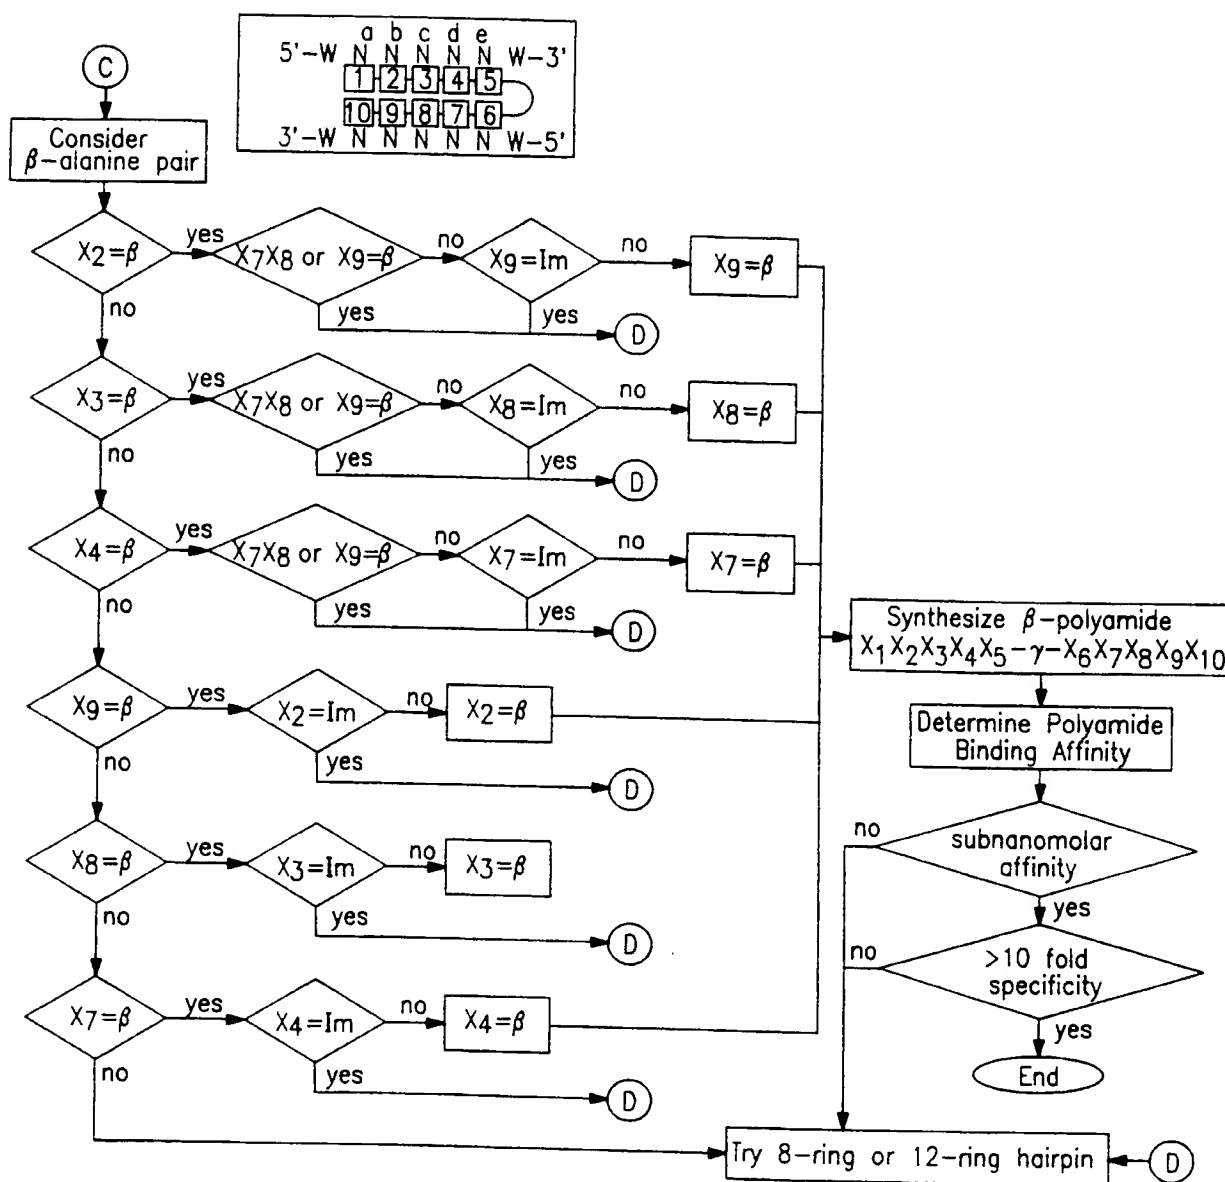 a b c d e
5'-W N N N N N W-3'
1 2 3 4 5
10 9 8 7 6
3'-W N N N N N W-5'
C
Consider
β-alanine pair
X2=β
yes
X7X8 or X9=β
no
X9=Im
no
X9=β
no
yes
yes
D
X3=β
yes
X7X8 or X9=β
no
X8=Im
no
X8=β
no
yes
yes
D
X4=β
yes
X7X8 or X9=β
no
X7=Im
no
X7=β
no
yes
yes
D
Synthesize β-polyamide
X1X2X3X4X5-γ-X6X7X8X9X10
X9=β
yes
X2=Im
no
X2=β
no
yes
D
Determine Polyamide
Binding Affinity
X8=β
yes
X3=Im
no
X3=β
no
yes
D
no
subnanomolar
affinity
yes
X7=β
yes
X4=Im
no
X4=β
no
yes
D
no
>10 fold
specificity
yes
End
Try 8-ring or 12-ring hairpin
D